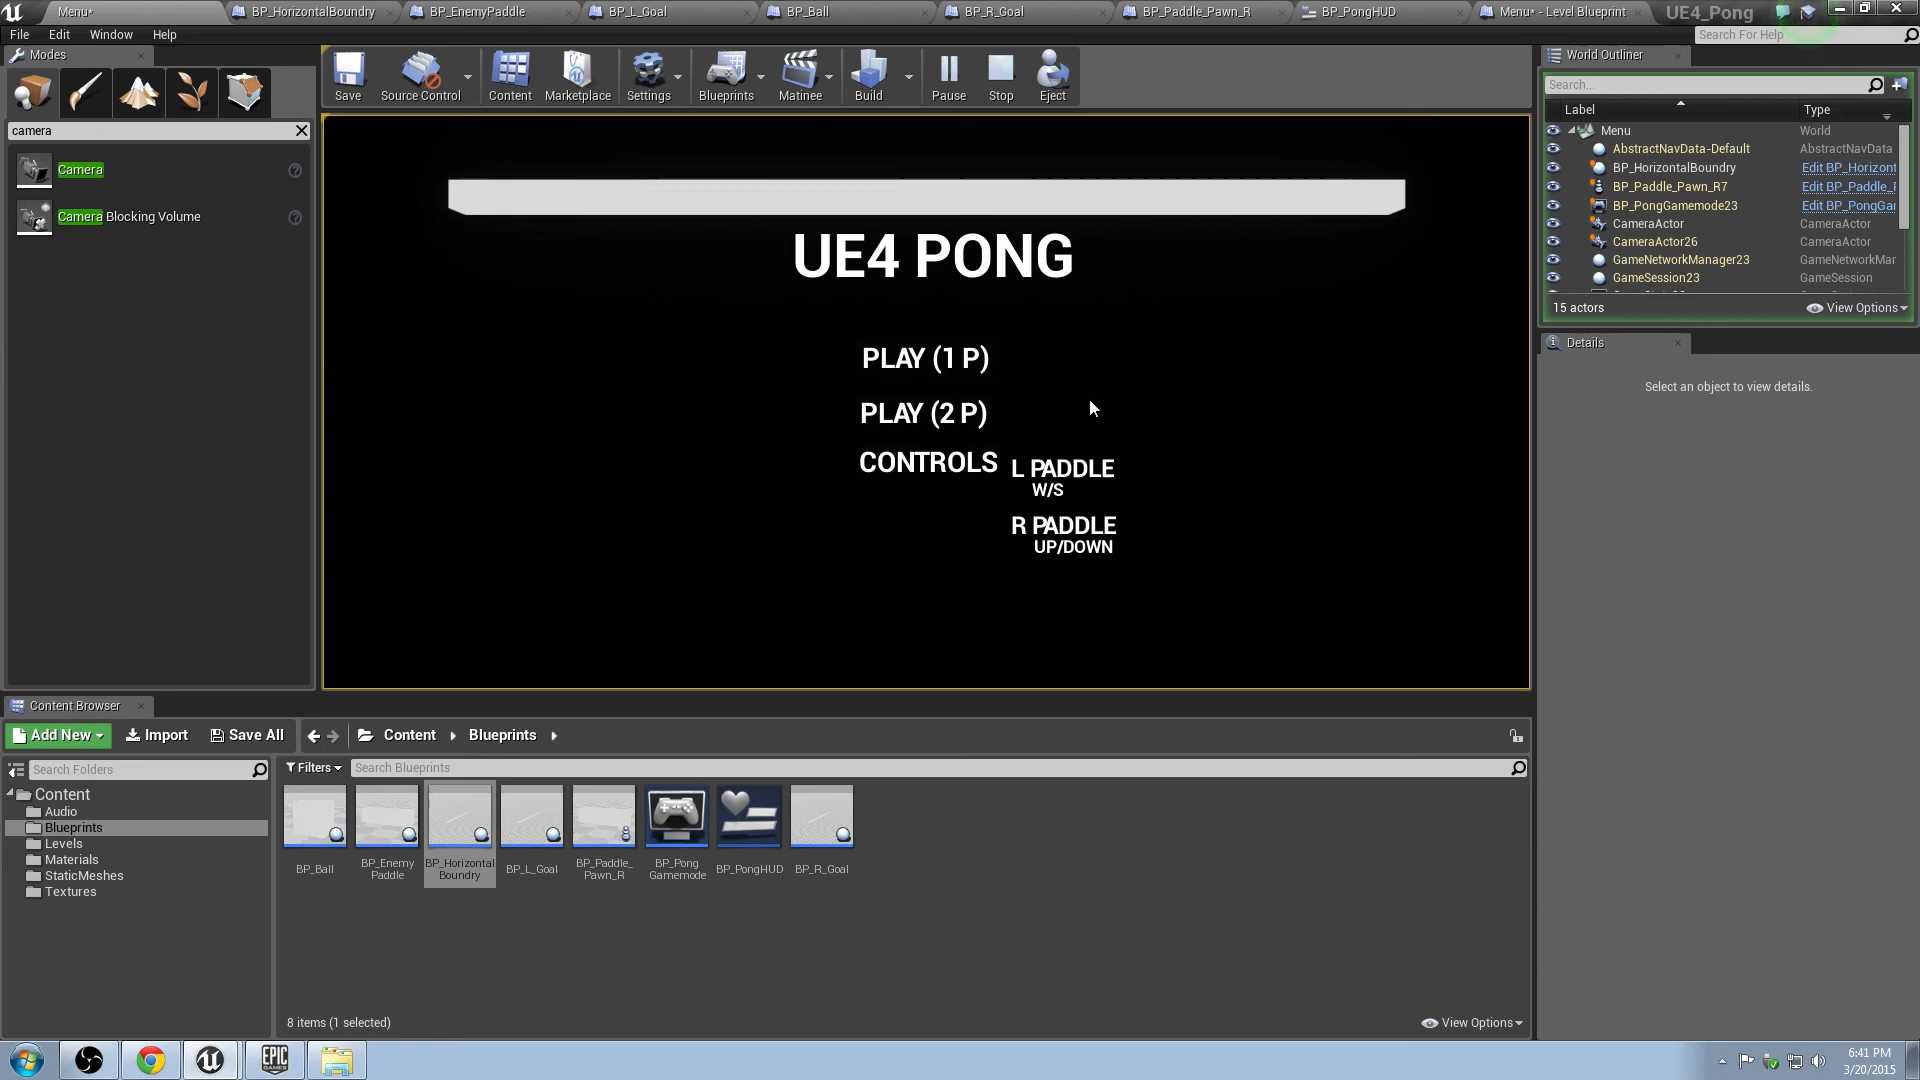 Menu*
BP_HorizontalBoundry
BP_EnemyPaddle
BP_L_Goal
BP_Ball
BP_R_Goal
BP_Paddle_Pawn_R
BP_PongHUD
Menu* - Level Blueprint
UE4_Pong
File Edit Window Help
Search For Help
Modes
Save
Source Control
Content
Marketplace
Settings
Blueprints
Matinee
Build
Pause
Stop
Eject
World Outliner
camera
Search...
Label
Type
Camera
Camera Blocking Volume
Menu World
AbstractNavData-Default AbstractNavData
BP_HorizontalBoundry Edit BP_Horizont
BP_Paddle_Pawn_R7 Edit BP_Paddle_
BP_PongGamemode23 Edit BP_PongGar
CameraActor CameraActor
CameraActor26 CameraActor
GameNetworkManager23 GameNetworkMar
GameSession23 GameSession
15 actors
View Options
Details
Select an object to view details.
UE4 PONG
PLAY (1 P)
PLAY (2 P)
CONTROLS
L PADDLE
W/S
R PADDLE
UP/DOWN
Content Browser
Add New
Import
Save All
Content
Blueprints
Search Folders
Filters
Search Blueprints
Content
Audio
Blueprints
Levels
Materials
StaticMeshes
Textures
BP_Ball
BP_Enemy
Paddle
BP_Horizontal
Boundry
BP_L_Goal
BP_Paddle_
Pawn_R
BP_Pong
Gamemode
BP_PongHUD
BP_R_Goal
8 items (1 selected)
View Options
EPIC
GAMES
6:41 PM
3/20/2015